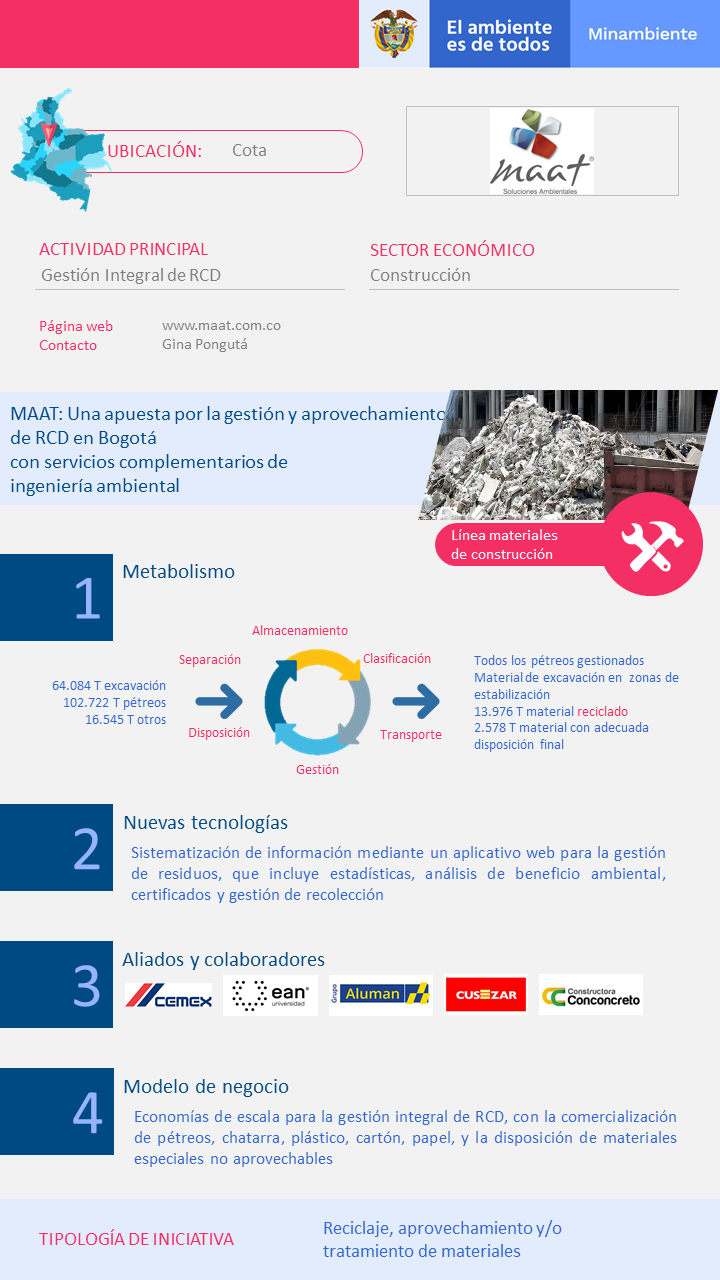 El ambiente
es de todos
Minambiente
UBICACIÓN:
Cota
maat®
Soluciones Ambientales
ACTIVIDAD PRINCIPAL
Gestión Integral de RCD
SECTOR ECONÓMICO
Construcción
Página web
www.maat.com.co
Contacto
Gina Pongutá
MAAT: Una apuesta por la gestión y aprovechamiento
de RCD en Bogotá
con servicios complementarios de
ingeniería ambiental
Línea materiales
de construcción
1
Metabolismo
64.084 T excavación
102.722 T pétreos
16.545 T otros
Separación
Almacenamiento
Clasificación
Disposición
Gestión
Transporte
Todos los pétreos gestionados
Material de excavación en zonas de
estabilización
13.976 T material reciclado
2.578 T material con adecuada
disposición final
2
Nuevas tecnologías
Sistematización de información mediante un aplicativo web para la gestión
de residuos, que incluye estadísticas, análisis de beneficio ambiental,
certificados y gestión de recolección
3
Aliados y colaboradores
CEMEX
ean®
universidad
Grupo
Aluman
CUSEZAR
Constructora
Conconcreto
4
Modelo de negocio
Economías de escala para la gestión integral de RCD, con la comercialización
de pétreos, chatarra, plástico, cartón, papel, y la disposición de materiales
especiales no aprovechables
TIPOLOGÍA DE INICIATIVA
Reciclaje, aprovechamiento y/o
tratamiento de materiales